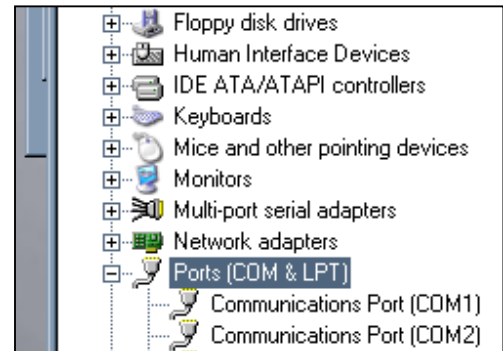 Floppy disk drives
Human Interface Devices
IDE ATA/ATAPI controllers
Keyboards
Mice and other pointing devices
Monitors
Multi-port serial adapters
Network adapters
Ports (COM & LPT)
Communications Port (COM1)
Communications Port (COM2)